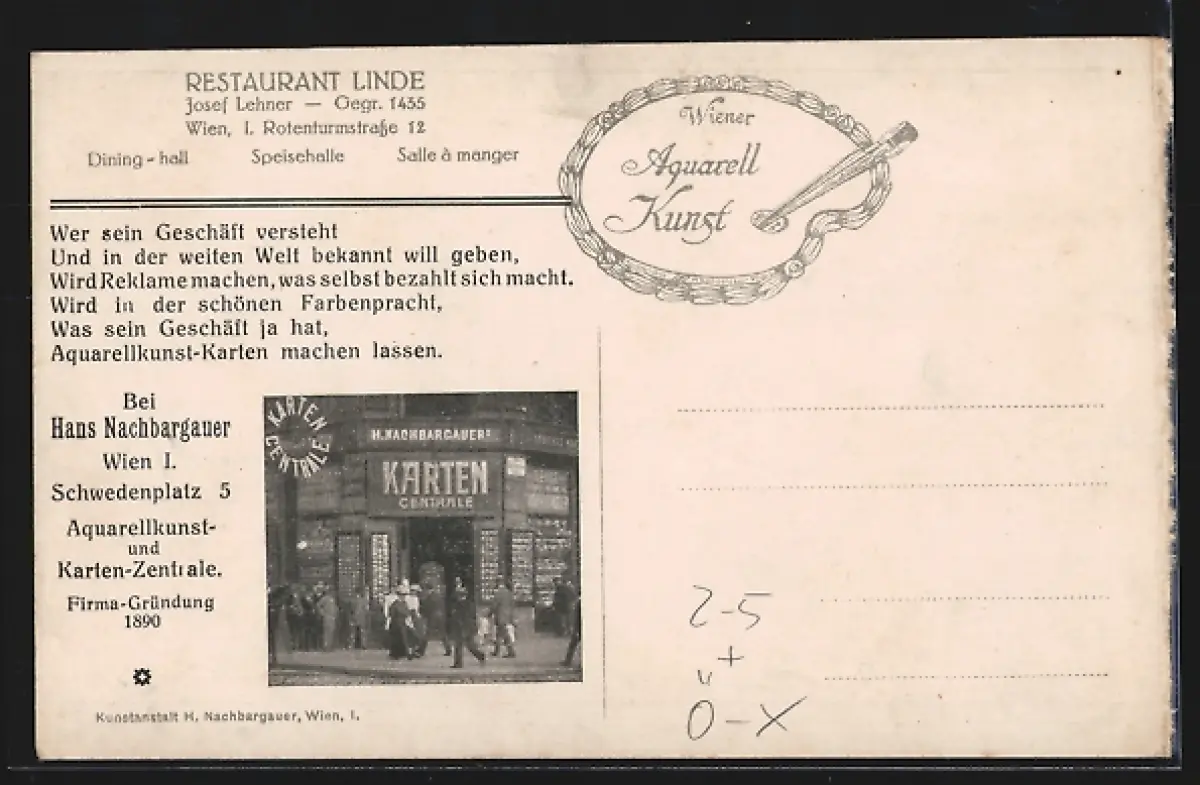 RESTAURANT LINDE
Josef Lehner — Gegr. 1435
Wien, I. Rotenturmstraße 12
Dining-hall Speisehalle Salle à manger
Wiener
Aquarell
Kunst
Wer sein Geschäft versteht
Und in der weiten Welt bekannt will geben,
Wird Reklame machen, was selbst bezahlt sich macht.
Wird in der schönen Farbenpracht,
Was sein Geschäft ja hat,
Aquarellkunst-Karten machen lassen.
Bei
Hans Nachbargauer
Wien I.
Schwedenplatz 5
Aquarellkunst-
und
Karten-Zentrale.
Firma-Gründung
1890
KARTEN
CENTRALE
H. NACHBARGAUER'S
KARTEN
CENTRALE
Kunstanstalt H. Nachbargauer, Wien, I.
2-5
+
"
0-X